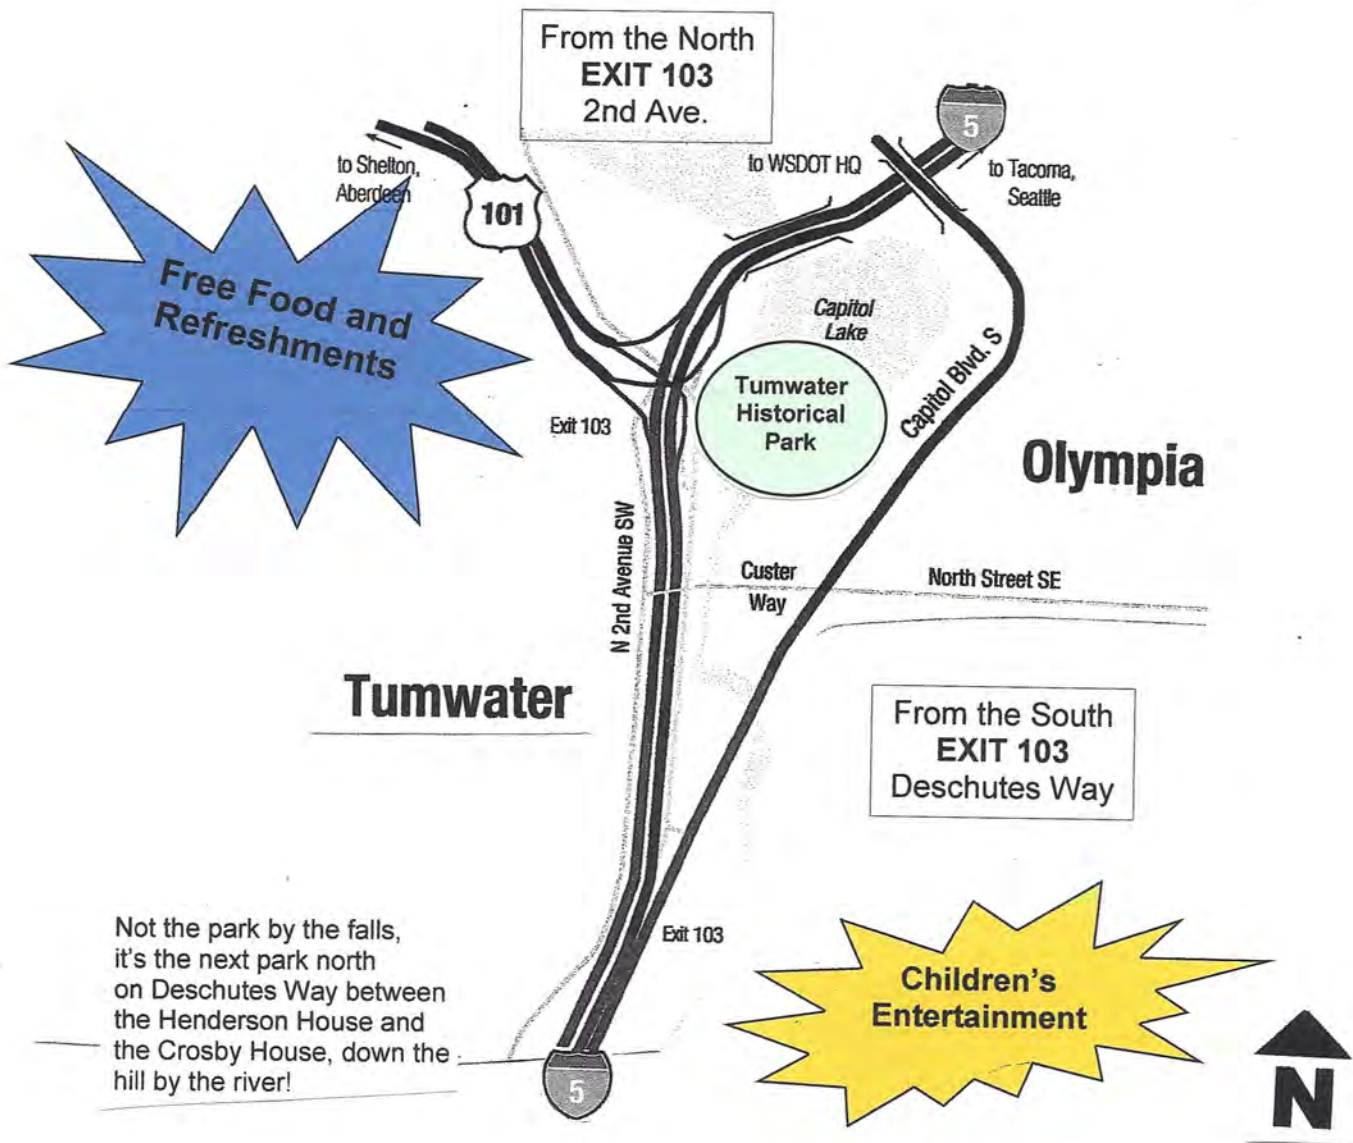 From the North
EXIT 103
2nd Ave.
5
to Shelton,
Aberdeen
101
to WSDOT HQ
to Tacoma,
Seattle
Free Food and
Refreshments
Capitol
Lake
Capitol Blvd. S
Tumwater
Historical
Park
Exit 103
Olympia
N 2nd Avenue SW
Custer
Way
North Street SE
Tumwater
From the South
EXIT 103
Deschutes Way
Exit 103
Not the park by the falls,
it's the next park north
on Deschutes Way between
the Henderson House and
the Crosby House, down the
hill by the river!
Children's
Entertainment
5
N